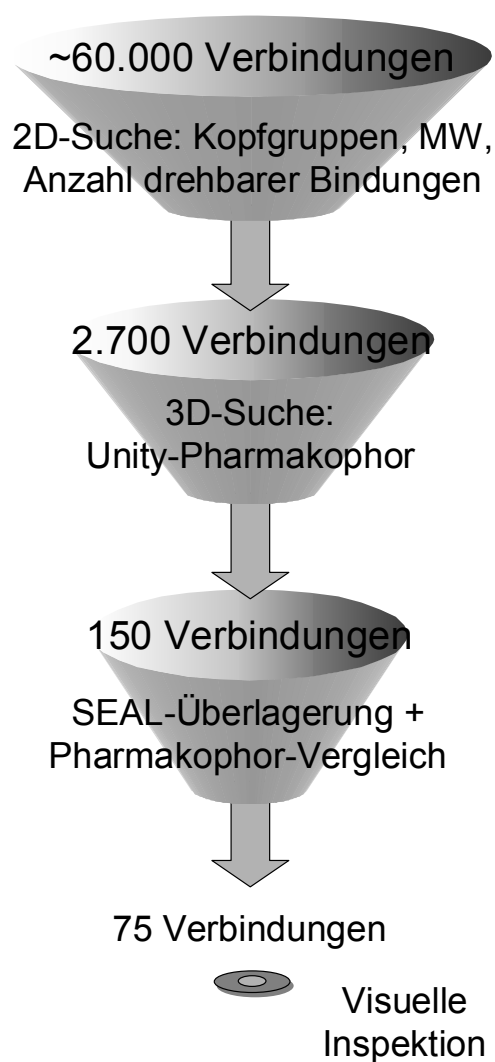 ~60.000 Verbindungen
2D-Suche: Kopfgruppen, MW,
Anzahl drehbarer Bindungen
2.700 Verbindungen
3D-Suche:
Unity-Pharmakophor
150 Verbindungen
SEAL-Überlagerung +
Pharmakophor-Vergleich
75 Verbindungen
Visuelle
Inspektion